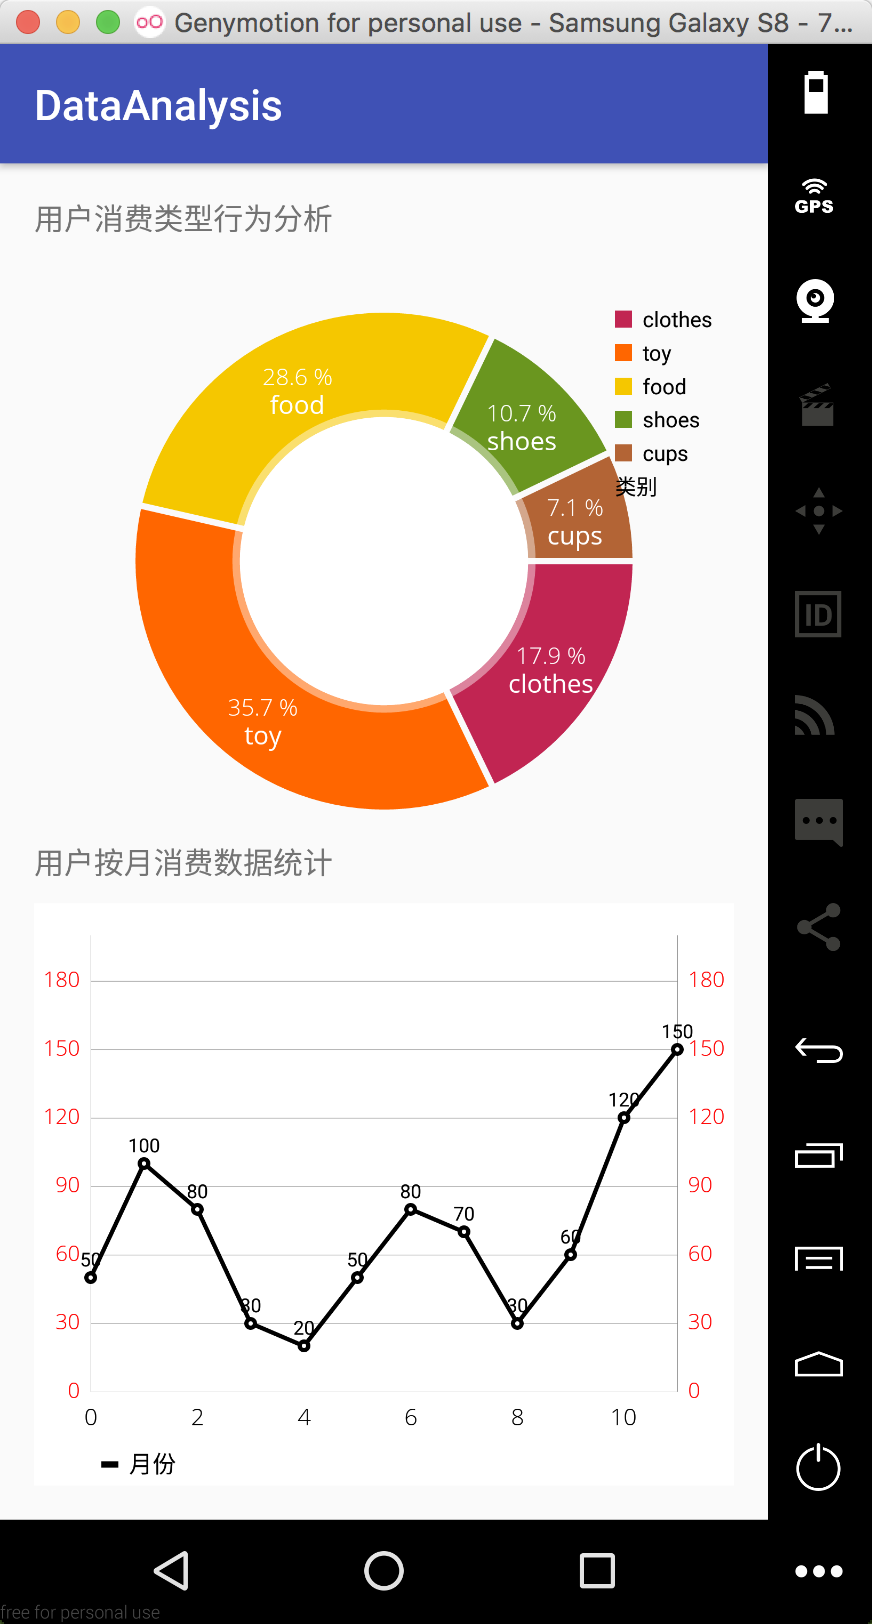 Genymotion for personal use - Samsung Galaxy S8 - 7...
DataAnalysis
GPS
用户消费类型行为分析
clothes
toy
food
shoes
cups
类别
28.6 %
food
10.7 %
shoes
7.1 %
cups
17.9 %
clothes
35.7 %
toy
ID
用户按月消费数据统计
180 180
150 150
150
120 120
120
100
90 90
80 80
70
60 60
60
50 50
30 30
30 30
20
0 0
0 2 4 6 8 10
月份
free for personal use